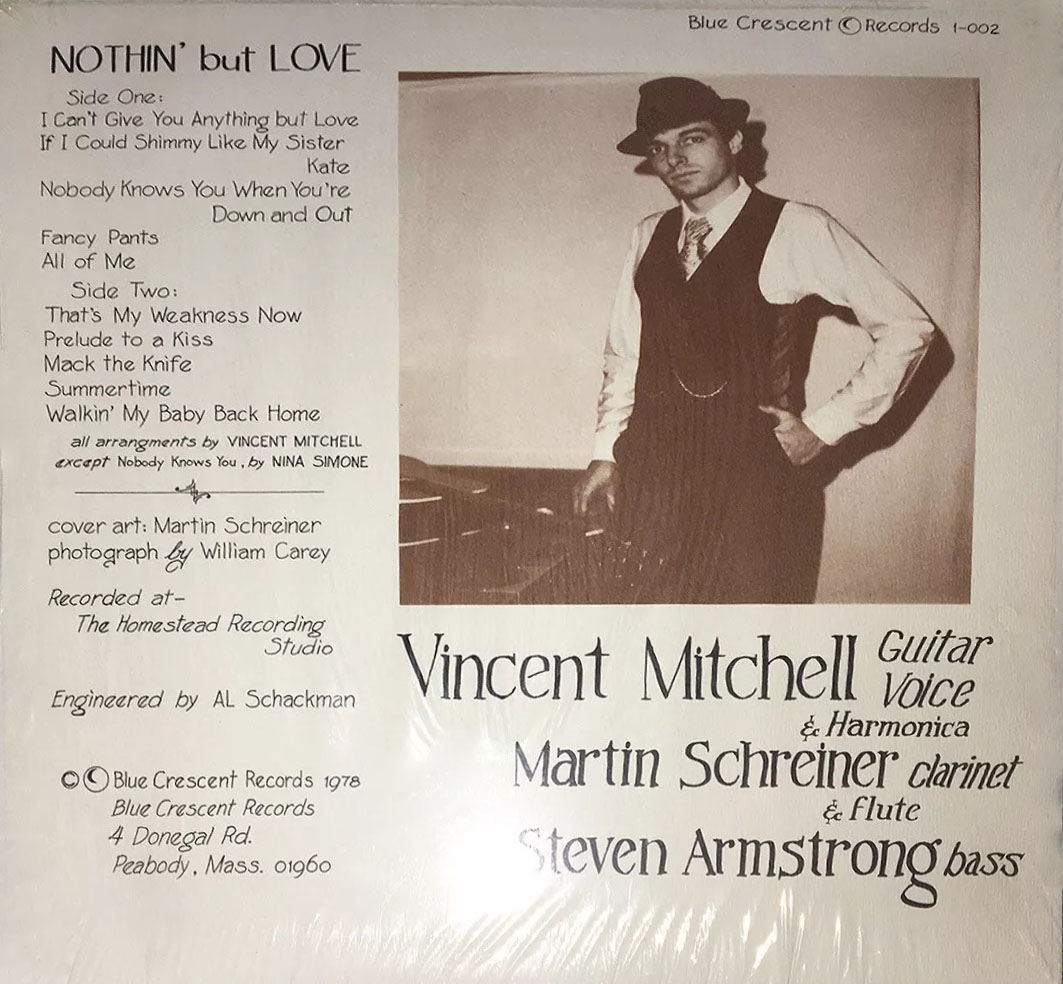 Blue Crescent Records 1-002
NOTHIN' but LOVE
Side One:
I Can't Give You Anything but Love
If I Could Shimmy Like My Sister
Kate
Nobody Knows You When You're
Down and Out
Fancy Pants
All of Me
Side Two:
That's My Weakness Now
Prelude to a Kiss
Mack the Knife
Summertime
Walkin' My Baby Back Home
all arrangments by VINCENT MITCHELL
except Nobody Knows You, by NINA SIMONE
cover art: Martin Schreiner
photograph by William Carey
Recorded at-
The Homestead Recording
Studio
Engineered by AL Schackman
© Blue Crescent Records 1978
Blue Crescent Records
4 Donegal Rd.
Peabody, Mass. 01960
Vincent Mitchell Guitar
Voice
& Harmonica
Martin Schreiner clarinet
& flute
Steven Armstrong bass